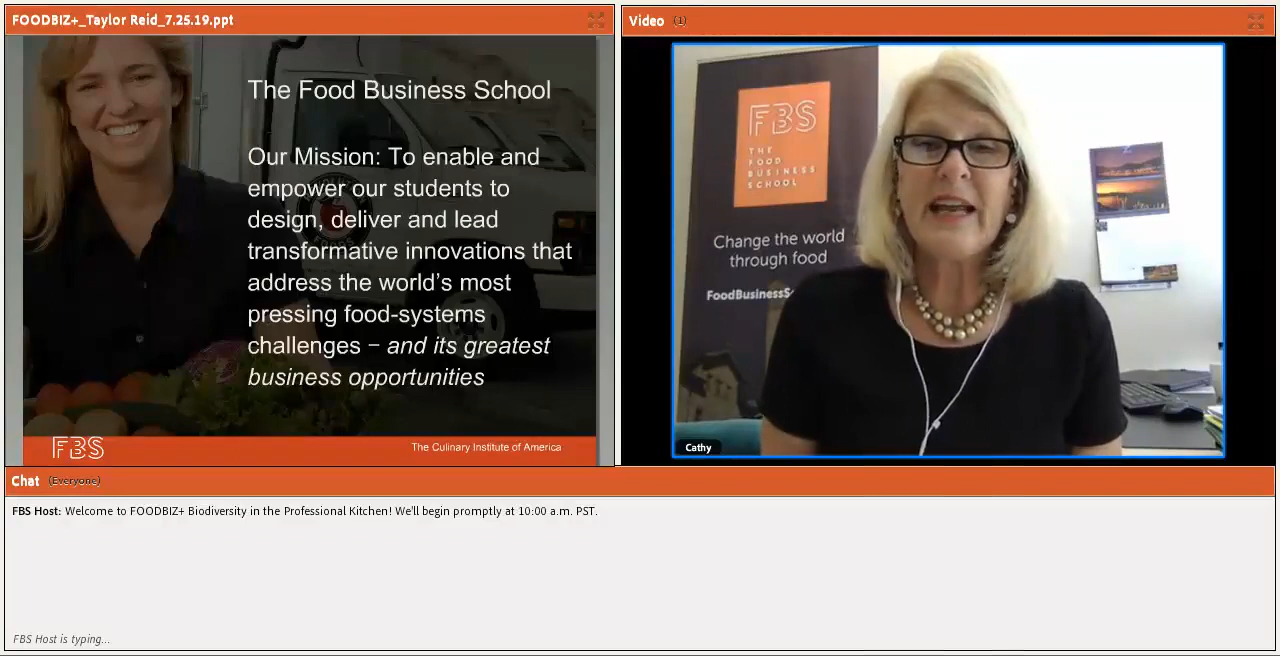 FOODBIZ+_Taylor Reid_7.25.19.ppt
The Food Business School
Our Mission: To enable and
empower our students to
design, deliver and lead
transformative innovations that
address the world's most
pressing food-systems
challenges – and its greatest
business opportunities
FBS
The Culinary Institute of America
Video (1)
FBS
THE
FOOD
BUSINESS
SCHOOL
Change the world
through food
Cathy
Chat (Everyone)
FBS Host: Welcome to FOODBIZ+ Biodiversity in the Professional Kitchen! We'll begin promptly at 10:00 a.m. PST.
FBS Host is typing...